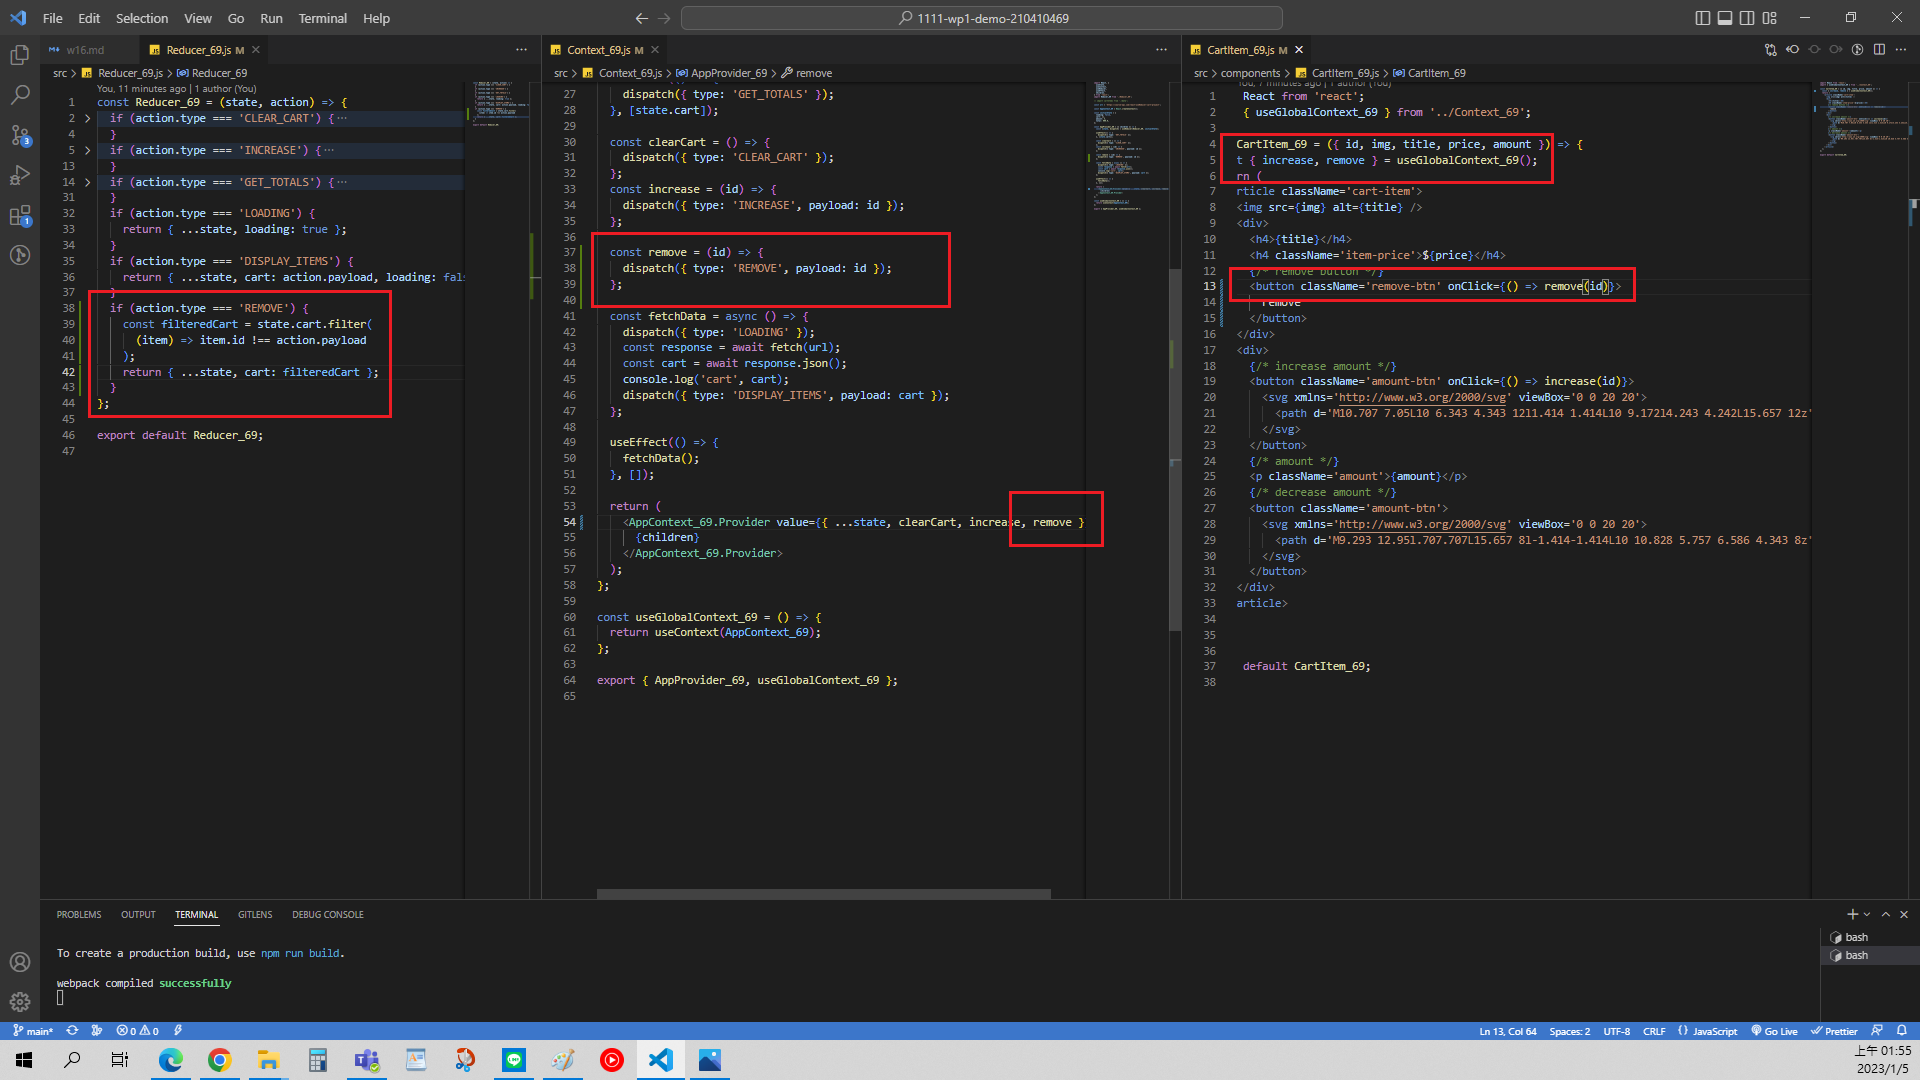 File Edit Selection View Go Run Terminal Help
1111-wp1-demo-210410469
w16.md
Reducer_69.js M
src > Reducer_69.js > Reducer_69
You, 11 minutes ago | 1 author (You)
1 const Reducer_69 = (state, action) => {
2 if (action.type === 'CLEAR_CART') {···
4 }
5 if (action.type === 'INCREASE') {···
13 }
14 if (action.type === 'GET_TOTALS') {···
31 }
32 if (action.type === 'LOADING') {
33 return { ...state, loading: true };
34 }
35 if (action.type === 'DISPLAY_ITEMS') {
36 return { ...state, cart: action.payload, loading: fal
37 }
38 if (action.type === 'REMOVE') {
39 const filteredCart = state.cart.filter(
40 (item) => item.id !== action.payload
41 );
42 return { ...state, cart: filteredCart };
43 }
44 };
45
46 export default Reducer_69;
47
Context_69.js M
src > Context_69.js > AppProvider_69 > remove
27 dispatch({ type: 'GET_TOTALS' });
28 }, [state.cart]);
29
30 const clearCart = () => {
31 dispatch({ type: 'CLEAR_CART' });
32 };
33 const increase = (id) => {
34 dispatch({ type: 'INCREASE', payload: id });
35 };
36
37 const remove = (id) => {
38 dispatch({ type: 'REMOVE', payload: id });
39 };
40
41 const fetchData = async () => {
42 dispatch({ type: 'LOADING' });
43 const response = await fetch(url);
44 const cart = await response.json();
45 console.log('cart', cart);
46 dispatch({ type: 'DISPLAY_ITEMS', payload: cart });
47 };
48
49 useEffect(() => {
50 fetchData();
51 }, []);
52
53 return (
54 <AppContext_69.Provider value={{ ...state, clearCart, increase, remove }
55 {children}
56 </AppContext_69.Provider>
57 );
58 };
59
60 const useGlobalContext_69 = () => {
61 return useContext(AppContext_69);
62 };
63
64 export { AppProvider_69, useGlobalContext_69 };
65
CartItem_69.js M
src > components > CartItem_69.js > CartItem_69
You, 7 minutes ago | 1 author (You)
1 React from 'react';
2 { useGlobalContext_69 } from '../Context_69';
3
4 CartItem_69 = ({ id, img, title, price, amount }) => {
5 t { increase, remove } = useGlobalContext_69();
6 rn (
7 rticle className='cart-item'>
8 <img src={img} alt={title} />
9 <div>
10 <h4>{title}</h4>
11 <h4 className='item-price'>${price}</h4>
12 {/* remove button */}
13 <button className='remove-btn' onClick={() => remove(id)}>
14 remove
15 </button>
16 </div>
17 <div>
18 {/* increase amount */}
19 <button className='amount-btn' onClick={() => increase(id)}>
20 <svg xmlns='http://www.w3.org/2000/svg' viewBox='0 0 20 20'>
21 <path d='M10.707 7.05L10 6.343 4.343 12l1.414 1.414L10 9.172l4.243 4.242L15.657 12z'
22 </svg>
23 </button>
24 {/* amount */}
25 <p className='amount'>{amount}</p>
26 {/* decrease amount */}
27 <button className='amount-btn'>
28 <svg xmlns='http://www.w3.org/2000/svg' viewBox='0 0 20 20'>
29 <path d='M9.293 12.95l.707.707L15.657 8l-1.414-1.414L10 10.828 5.757 6.586 4.343 8z'
30 </svg>
31 </button>
32 </div>
33 article>
34
35
36
37 default CartItem_69;
38
PROBLEMS OUTPUT TERMINAL GITLENS DEBUG CONSOLE
To create a production build, use npm run build.
webpack compiled successfully
bash
bash
main* 0 0
Ln 13, Col 64 Spaces: 2 UTF-8 CRLF {} JavaScript Go Live Prettier
上午 01:55
2023/1/5